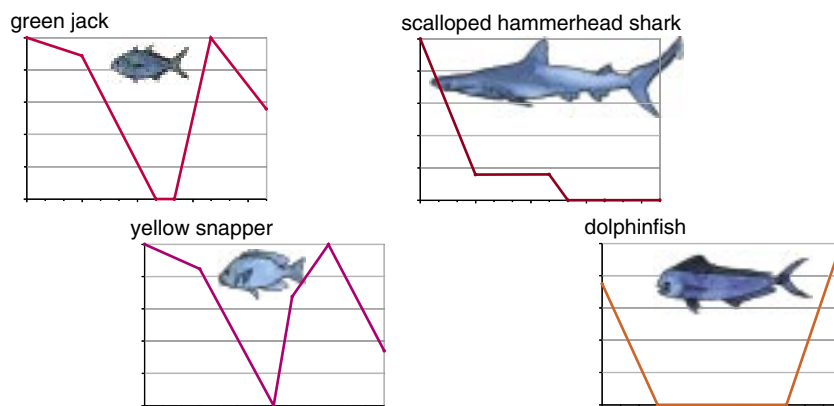 green jack
scalloped hammerhead shark
yellow snapper
dolphinfish